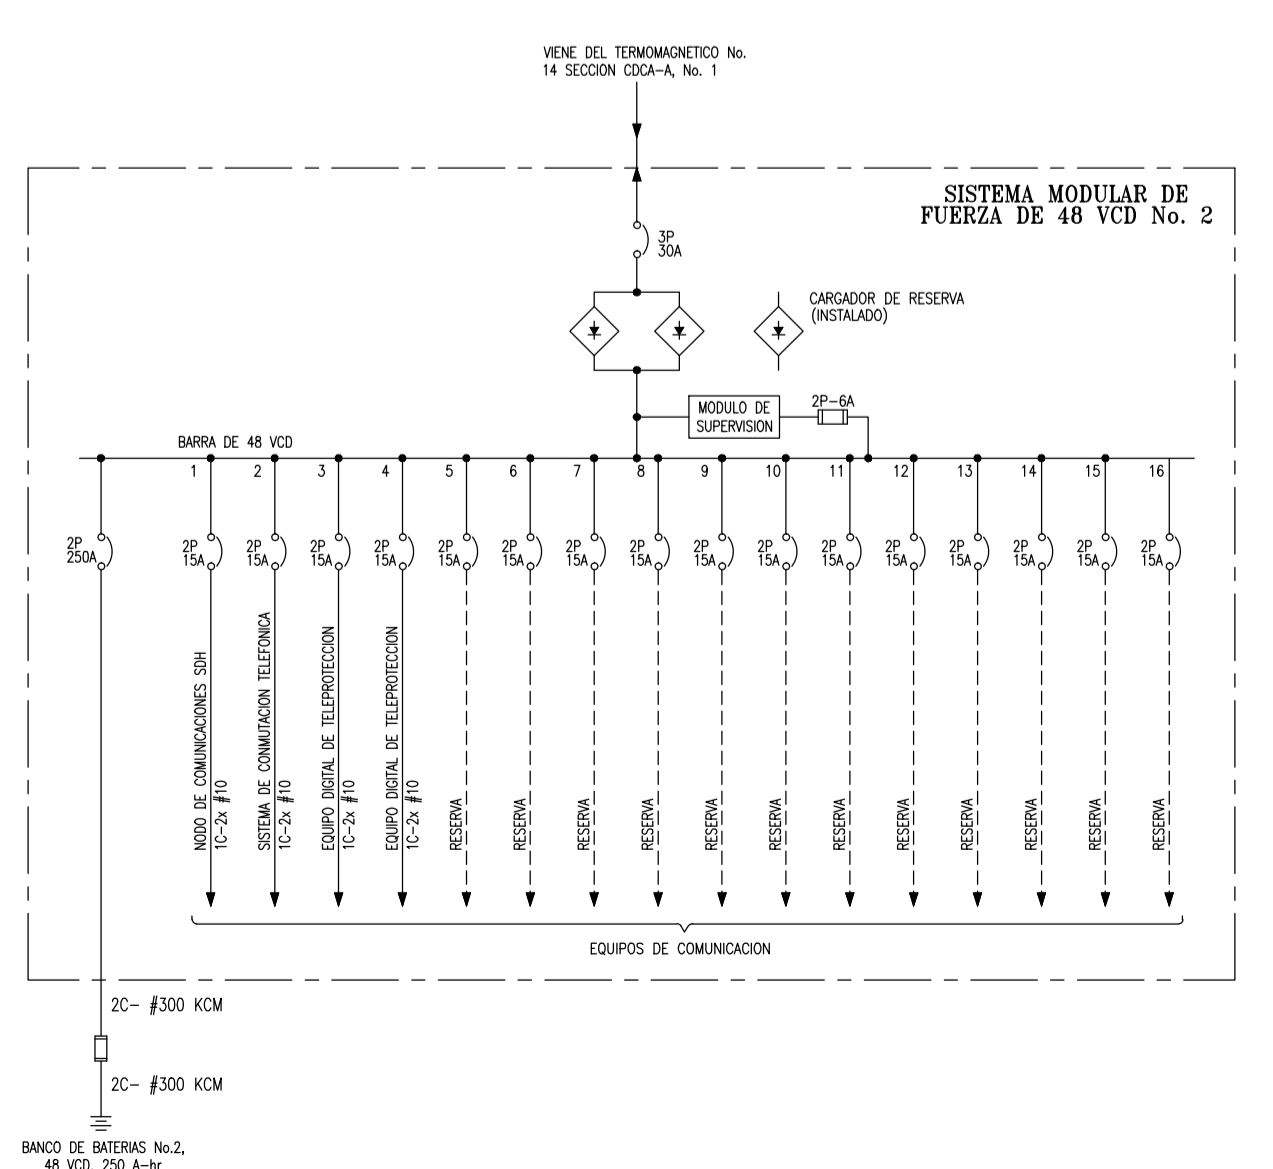 VIENE DEL TERMOMAGNETICO No.
14 SECCION CDCA-A, No. 1
SISTEMA MODULAR DE
FUERZA DE 48 VCD No. 2
3P
30A
CARGADOR DE RESERVA
(INSTALADO)
MODULO DE
SUPERVISION
2P-6A
BARRA DE 48 VCD
1 2 3 4 5 6 7 8 9 10 11 12 13 14 15 16
2P
250A
2P
15A
2P
15A
2P
15A
2P
15A
2P
15A
2P
15A
2P
15A
2P
15A
2P
15A
2P
15A
2P
15A
2P
15A
2P
15A
2P
15A
2P
15A
2P
15A
NODO DE COMUNICACIONES SDH
1C-2x #10
SISTEMA DE CONMUTACION TELEFONICA
1C-2x #10
EQUIPO DIGITAL DE TELEPROTECCION
1C-2x #10
EQUIPO DIGITAL DE TELEPROTECCION
1C-2x #10
RESERVA
RESERVA
RESERVA
RESERVA
RESERVA
RESERVA
RESERVA
RESERVA
RESERVA
RESERVA
RESERVA
RESERVA
EQUIPOS DE COMUNICACION
2C- #300 KCM
2C- #300 KCM
BANCO DE BATERIAS No.2,
48 VCD, 250 A-hr